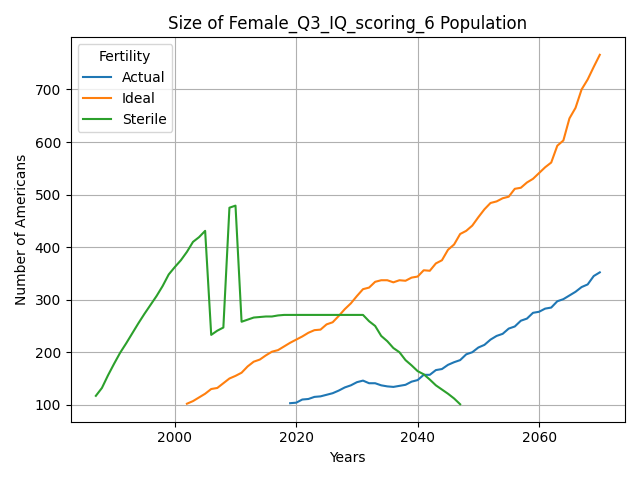 Size of Female_Q3_IQ_scoring_6 Population
Fertility
Actual
Ideal
Sterile
Number of Americans
700
600
500
400
300
200
100
2000
2020
2040
2060
Years